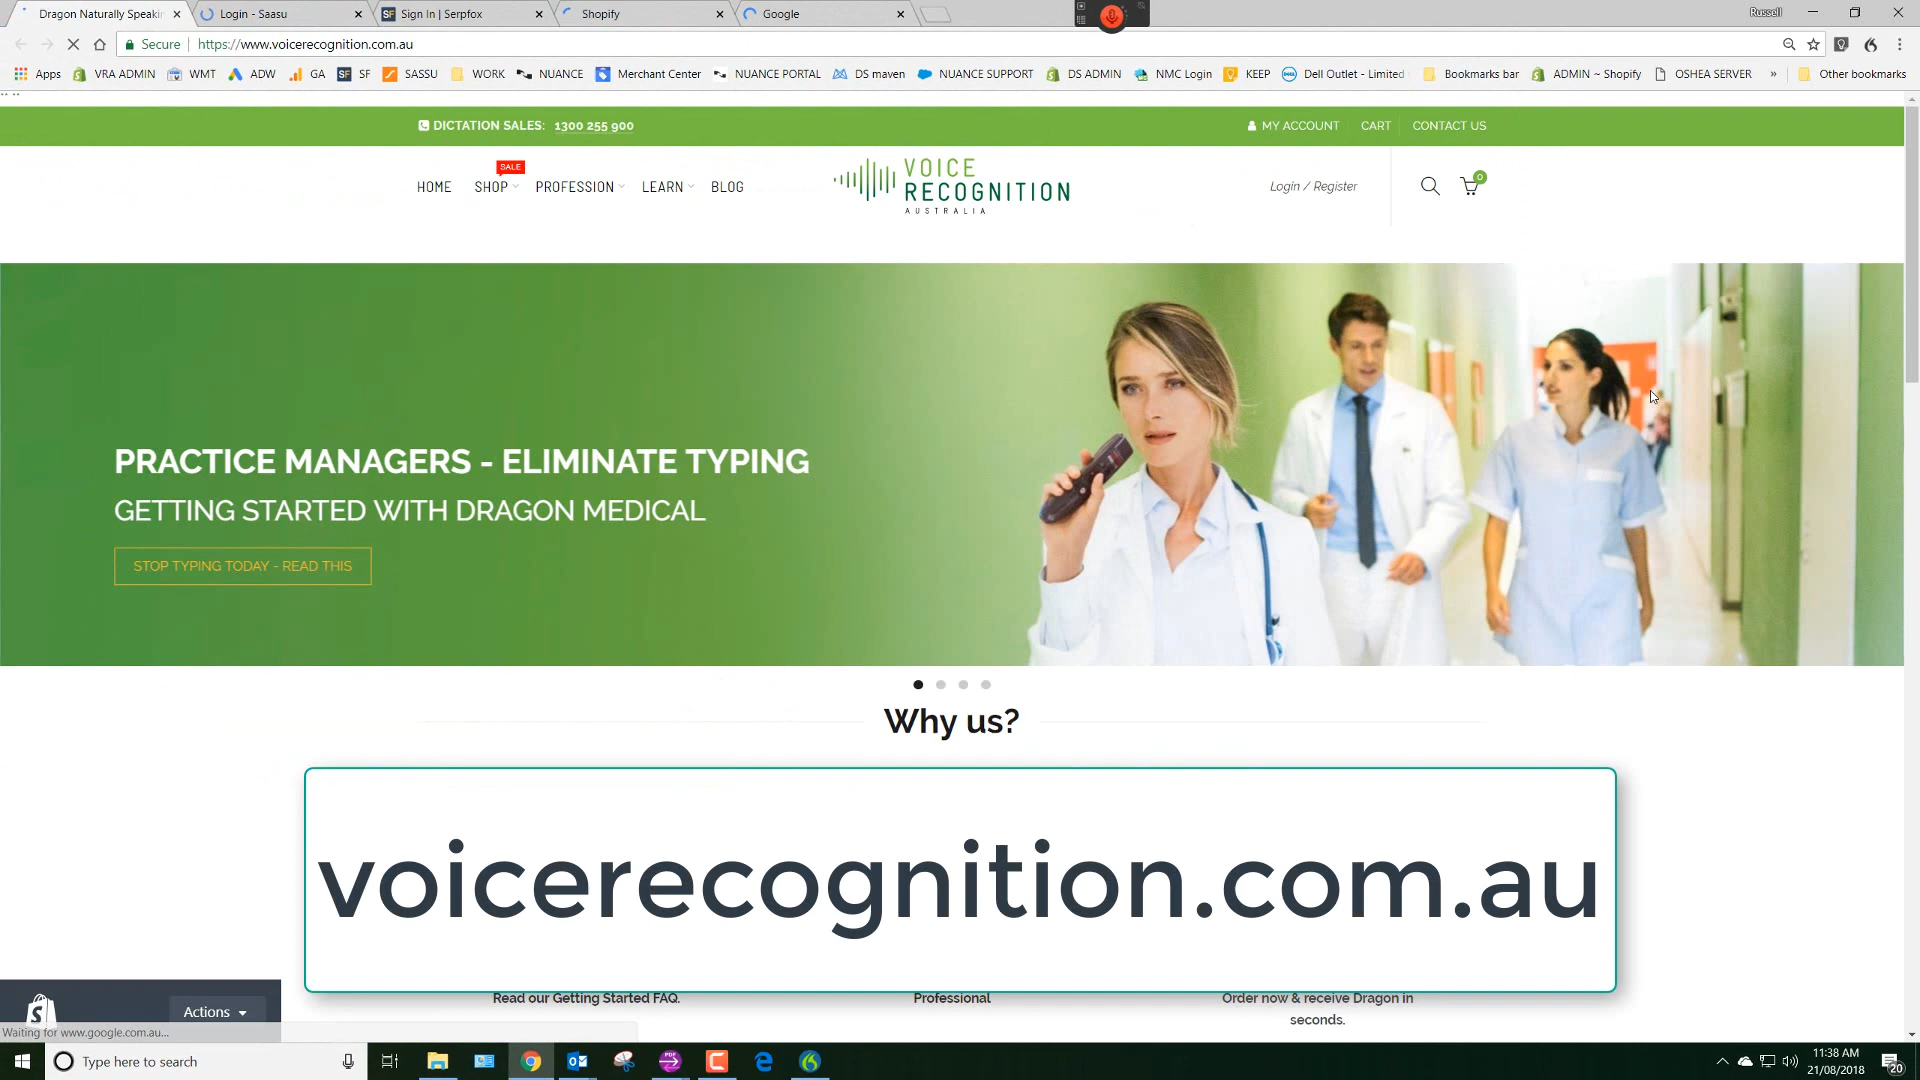 Dragon Naturally Speakin
Login - Saasu
SF Sign In | Serpfox
Shopify
Google
Russell
Secure
https://www.voicerecognition.com.au
Apps
VRA ADMIN
WMT
ADW
GA
SF SF
SASSU
WORK
NUANCE
Merchant Center
NUANCE PORTAL
DS maven
NUANCE SUPPORT
DS ADMIN
NMC Login
KEEP
Dell Outlet - Limited
Bookmarks bar
ADMIN ~ Shopify
OSHEA SERVER
»
Other bookmarks
DICTATION SALES: 1300 255 900
MY ACCOUNT
CART
CONTACT US
SALE
HOME
SHOP
PROFESSION
LEARN
BLOG
VOICE
RECOGNITION
AUSTRALIA
Login / Register
0
PRACTICE MANAGERS - ELIMINATE TYPING
GETTING STARTED WITH DRAGON MEDICAL
STOP TYPING TODAY - READ THIS
Why us?
voicerecognition.com.au
Read our Getting Started FAQ.
Professional
Order now & receive Dragon in
seconds.
Actions
Waiting for www.google.com.au...
Type here to search
11:38 AM
21/08/2018
20